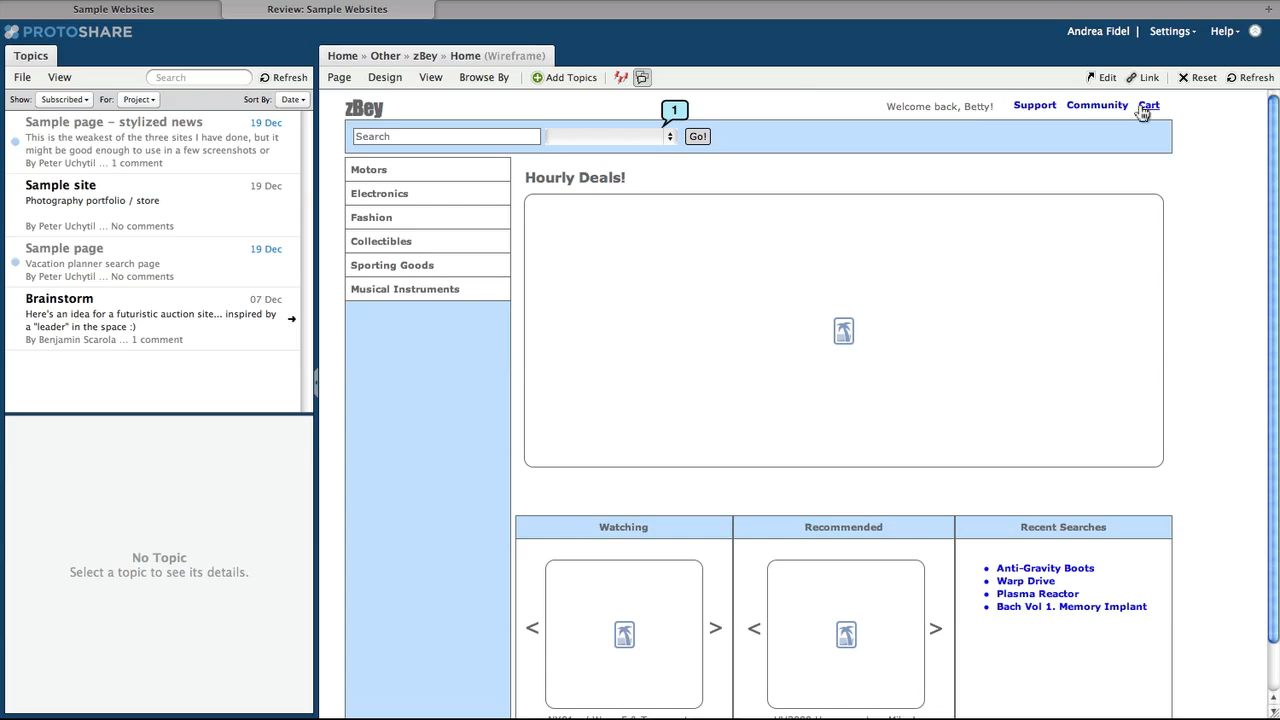 Sample Websites
Review: Sample Websites
PROTOSHARE
Andrea Fidel
Settings
Help
Topics
File
View
Search
Refresh
Show:
Subscribed
For:
Project
Sort By:
Date
Sample page – stylized news
19 Dec
This is the weakest of the three sites I have done, but it
might be good enough to use in a few screenshots or
By Peter Uchytil ... 1 comment
Sample site
19 Dec
Photography portfolio / store
By Peter Uchytil ... No comments
Sample page
19 Dec
Vacation planner search page
By Peter Uchytil ... No comments
Brainstorm
07 Dec
Here's an idea for a futuristic auction site... inspired by
a "leader" in the space :)
By Benjamin Scarola ... 1 comment
No Topic
Select a topic to see its details.
Home » Other » zBey » Home (Wireframe)
Page
Design
View
Browse By
Add Topics
Edit
Link
Reset
Refresh
zBey
1
Welcome back, Betty!
Support
Community
Cart
Search
Go!
Motors
Electronics
Fashion
Collectibles
Sporting Goods
Musical Instruments
Hourly Deals!
Watching
Recommended
Recent Searches
<
>
<
>
Anti-Gravity Boots
Warp Drive
Plasma Reactor
Bach Vol 1. Memory Implant